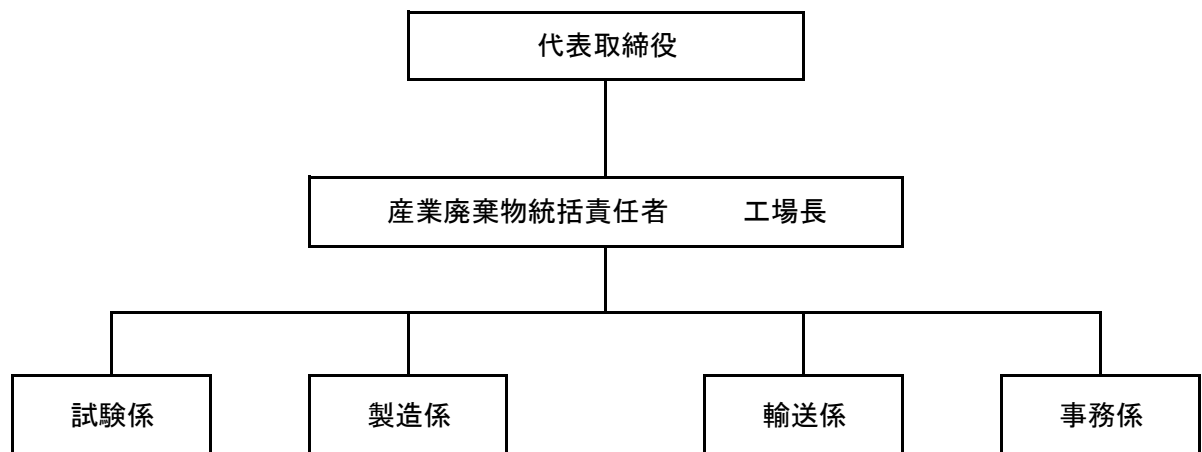 代表取締役
産業廃棄物統括責任者　　工場長
試験係
製造係
輸送係
事務係